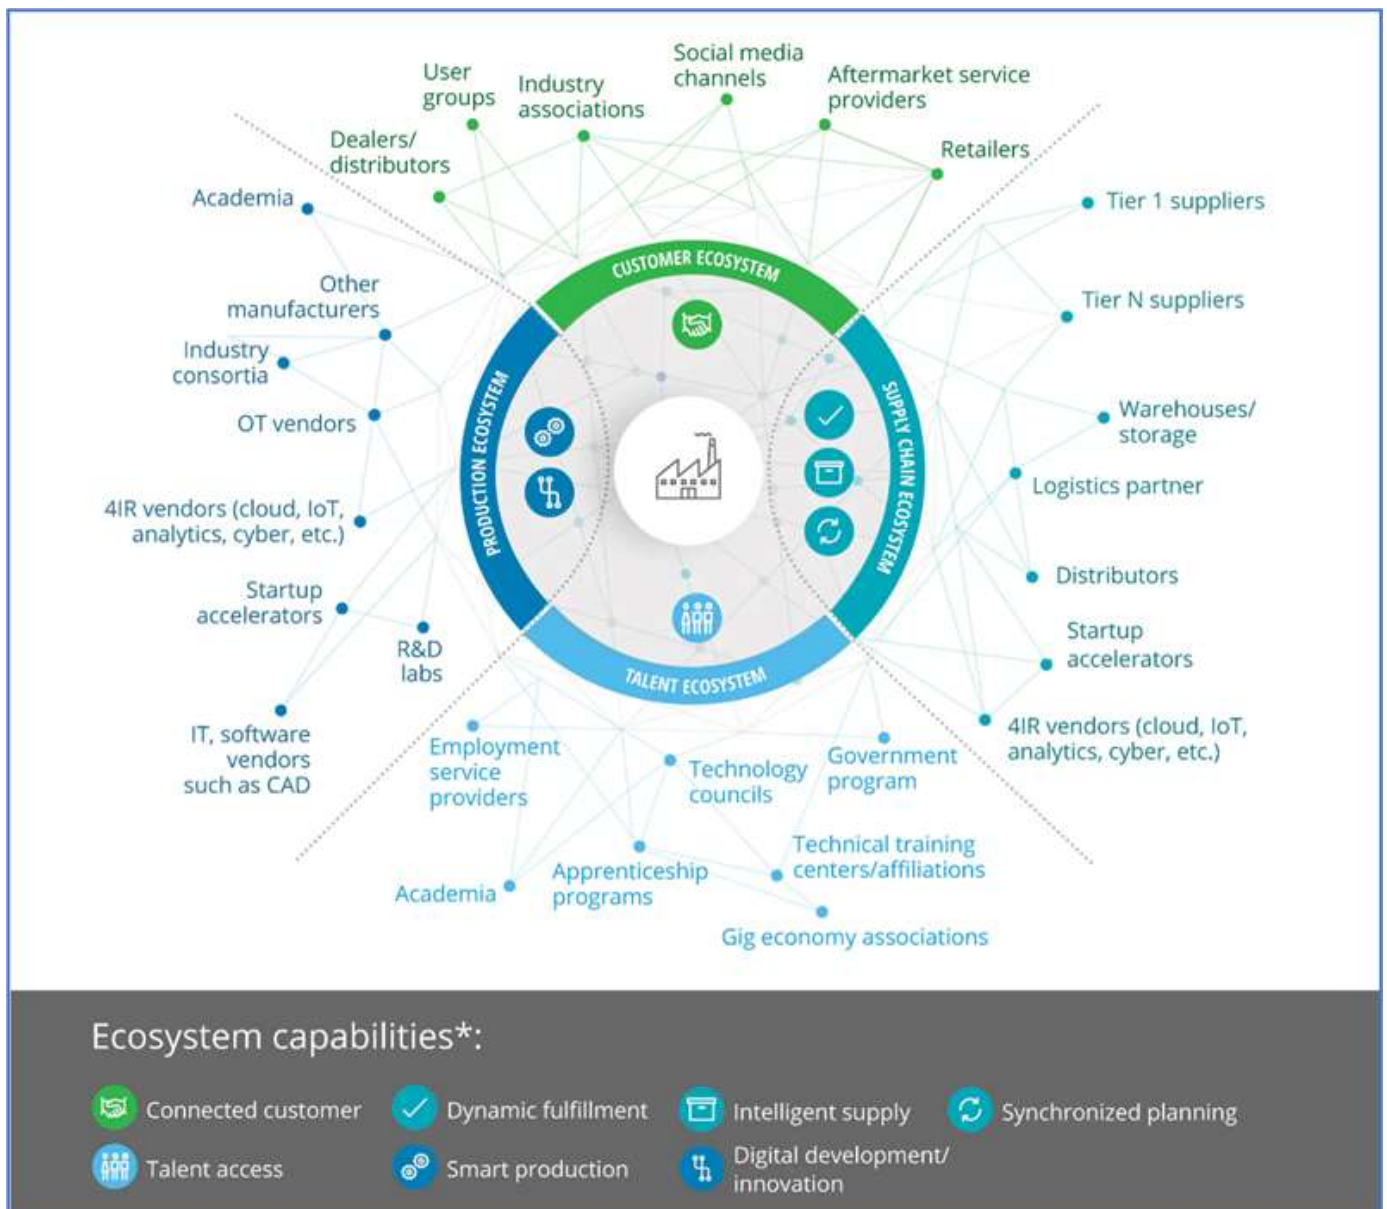 Social media
channels
User
groups
Industry
associations
Aftermarket service
providers
Dealers/
distributors
Retailers
Academia
Tier 1 suppliers
Other
manufacturers
Tier N suppliers
Industry
consortia
OT vendors
Warehouses/
storage
Logistics partner
4IR vendors (cloud, IoT,
analytics, cyber, etc.)
Distributors
Startup
accelerators
Startup
accelerators
R&D
labs
IT, software
vendors
such as CAD
4IR vendors (cloud, IoT,
analytics, cyber, etc.)
CUSTOMER ECOSYSTEM
PRODUCTION ECOSYSTEM
SUPPLY CHAIN ECOSYSTEM
TALENT ECOSYSTEM
Employment
service
providers
Technology
councils
Government
program
Academia
Apprenticeship
programs
Technical training
centers/affiliations
Gig economy associations
Ecosystem capabilities*:
Connected customer
Dynamic fulfillment
Intelligent supply
Synchronized planning
Talent access
Smart production
Digital development/
innovation